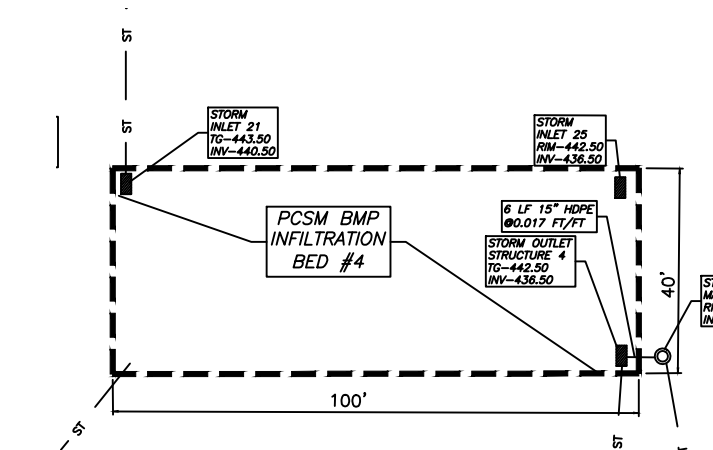 ST
ST
STORM
INLET 21
TG-443.50
INV-440.50
STORM
INLET 25
RIM-442.50
INV-436.50
PCSM BMP
INFILTRATION
BED #4
6 LF 15" HDPE
@0.017 FT/FT
STORM OUTLET
STRUCTURE 4
TG-442.50
INV-436.50
40'
100'
ST
ST
ST